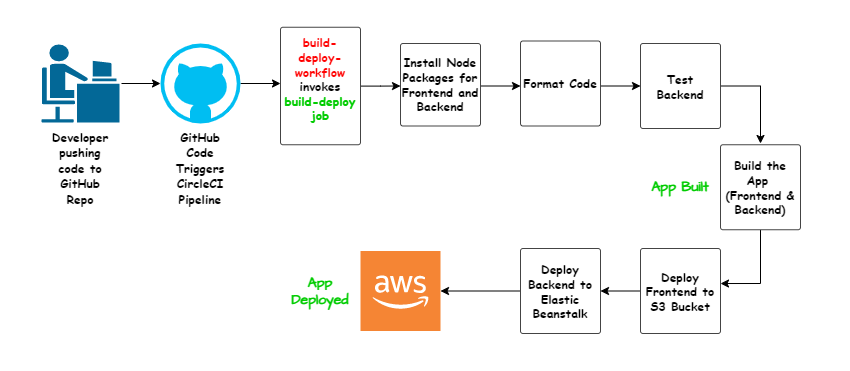 Developer
pushing
code to
GitHub
Repo
GitHub
Code
Triggers
CircleCI
Pipeline
build-
deploy-
workflow
invokes
build-deploy
job
Install Node
Packages for
Frontend and
Backend
Format Code
Test
Backend
Build the
App
(Frontend &
Backend)
App Built
Deploy
Frontend to
S3 Bucket
Deploy
Backend to
Elastic
Beanstalk
aws
App
Deployed